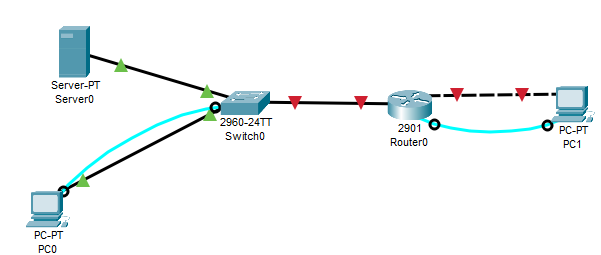 Server-PT
Server0
2960-24TT
Switch0
2901
Router0
PC-PT
PC1
PC-PT
PC0